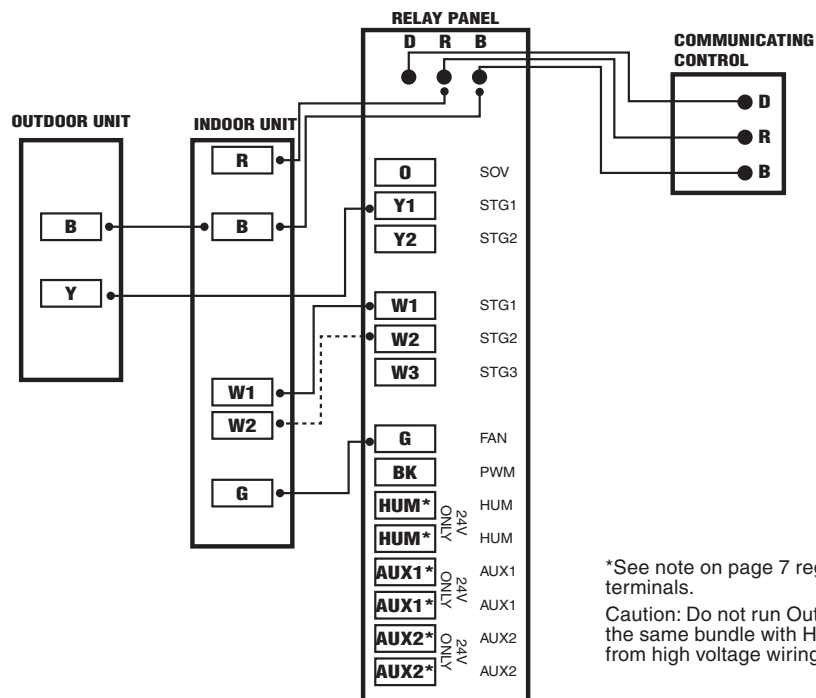 RELAY PANEL
D R B
COMMUNICATING
CONTROL
D
R
B
OUTDOOR UNIT
B
Y
INDOOR UNIT
R
B
W1
W2
G
O SOV
Y1 STG1
Y2 STG2
W1 STG1
W2 STG2
W3 STG3
G FAN
BK PWM
HUM* HUM
HUM* HUM
24V
ONLY
AUX1* AUX1
AUX1* AUX1
24V
ONLY
AUX2* AUX2
AUX2* AUX2
24V
ONLY
*See note on page 7 reg
terminals.
Caution: Do not run Out
the same bundle with H
from high voltage wiring